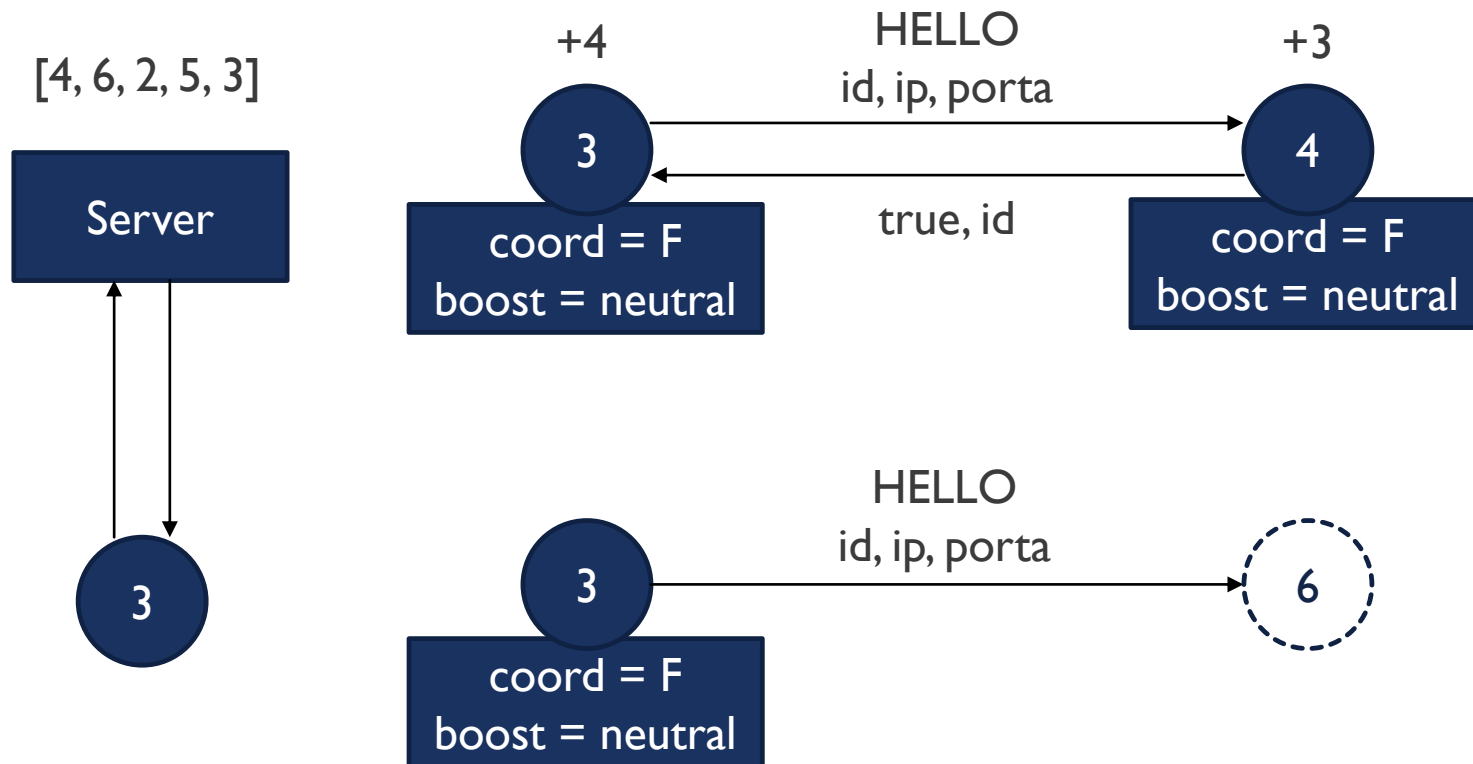 [4, 6, 2, 5, 3]
Server
3
+4
HELLO
id, ip, porta
+3
3
4
true, id
coord = F
boost = neutral
coord = F
boost = neutral
HELLO
id, ip, porta
3
6
coord = F
boost = neutral